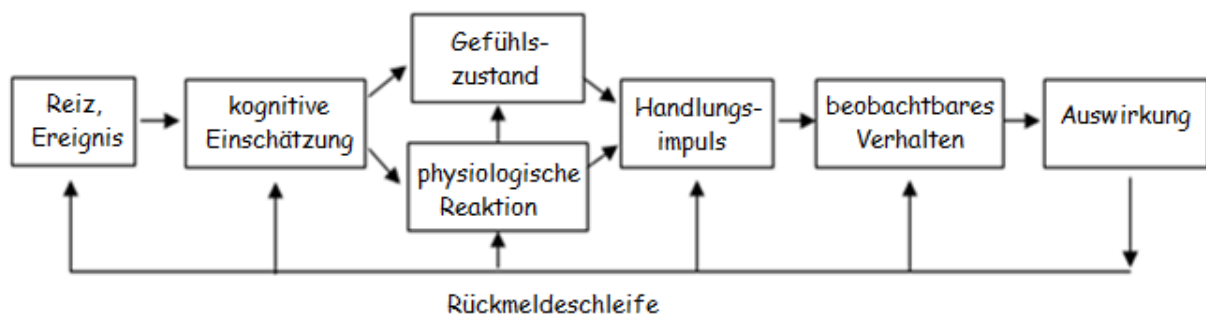 Reiz,
Ereignis
kognitive
Einschätzung
Gefühls-
zustand
physiologische
Reaktion
Handlungs-
impuls
beobachtbares
Verhalten
Auswirkung
Rückmeldeschleife